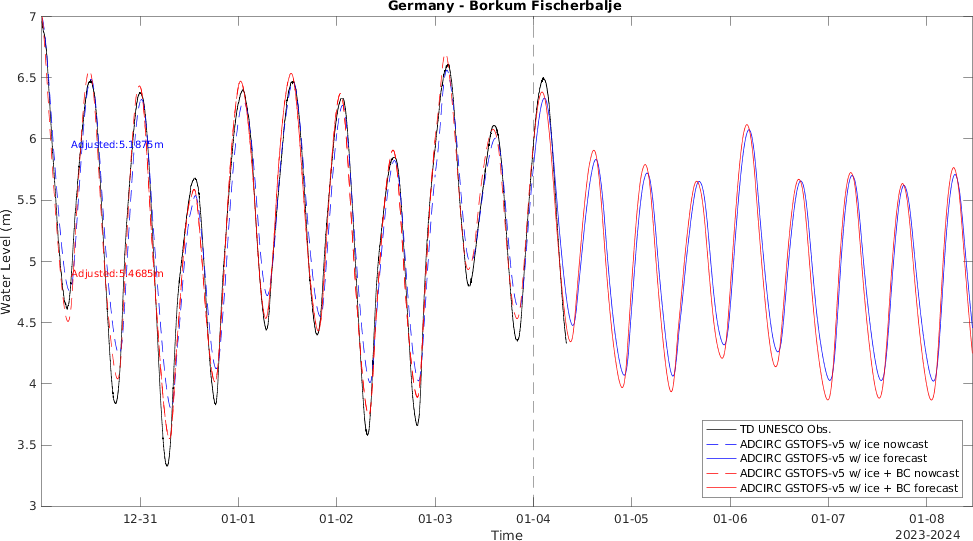 Germany - Borkum Fischerbalje
7
6.5
6
5.5
5
4.5
4
3.5
3
Water Level (m)
Adjusted:5.1875m
Adjusted:5.4685m
TD UNESCO Obs.
ADCIRC GSTOFS-v5 w/ ice nowcast
ADCIRC GSTOFS-v5 w/ ice forecast
ADCIRC GSTOFS-v5 w/ ice + BC nowcast
ADCIRC GSTOFS-v5 w/ ice + BC forecast
12-31 01-01 01-02 01-03 01-04 01-05 01-06 01-07 01-08
Time
2023-2024